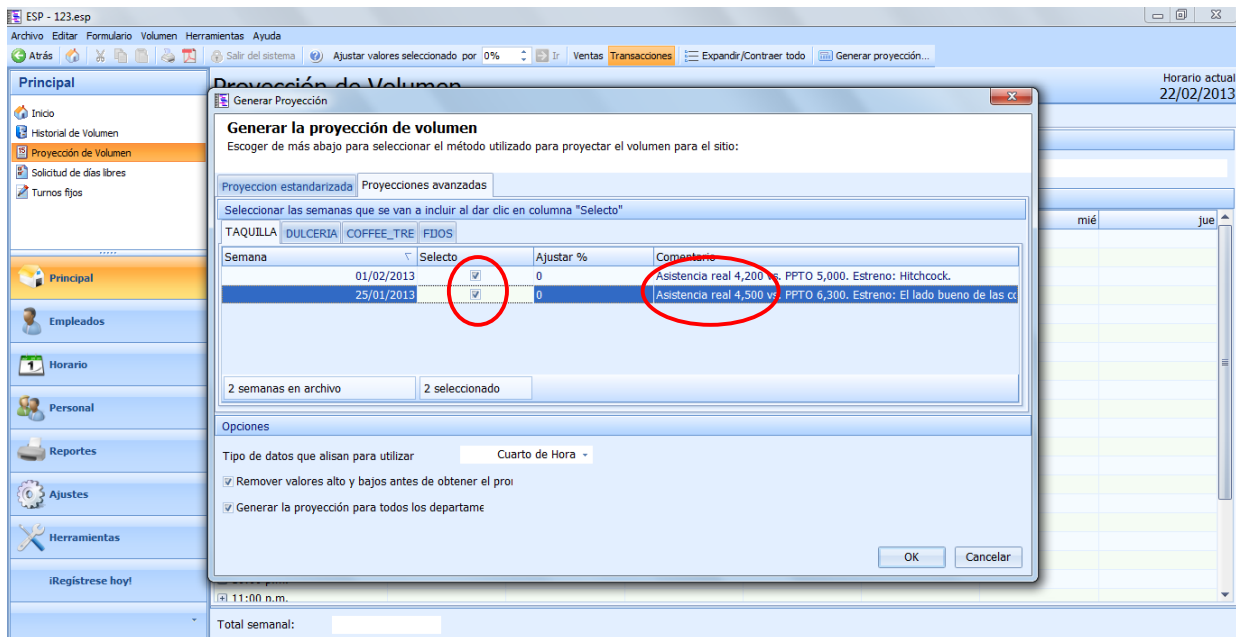 ESP - 123.esp
Archivo Editar Formulario Volumen Herramientas Ayuda
Atrás Salir del sistema Ajustar valores seleccionado por 0% Ir Ventas Transacciones Expandir/Contraer todo Generar proyección...
Principal
Proyección de Volumen
Horario actual
22/02/2013
Inicio
Historial de Volumen
Proyección de Volumen
Solicitud de días libres
Turnos fijos
Principal
Empleados
Horario
Personal
Reportes
Ajustes
Herramientas
¡Regístrese hoy!
Generar Proyección
Generar la proyección de volumen
Escoger de más abajo para seleccionar el método utilizado para proyectar el volumen para el sitio:
Proyeccion estandarizada Proyecciones avanzadas
Seleccionar las semanas que se van a incluir al dar clic en columna "Selecto"
TAQUILLA DULCERIA COFFEE_TRE FIJOS
Semana Selecto Ajustar % Comentario
01/02/2013 0 Asistencia real 4,200 vs. PPTO 5,000. Estreno: Hitchcock.
25/01/2013 0 Asistencia real 4,500 vs. PPTO 6,300. Estreno: El lado bueno de las co
2 semanas en archivo 2 seleccionado
Opciones
Tipo de datos que alisan para utilizar Cuarto de Hora
Remover valores alto y bajos antes de obtener el pro
Generar la proyección para todos los departame
OK Cancelar
mié jue
11:00 p.m.
Total semanal: